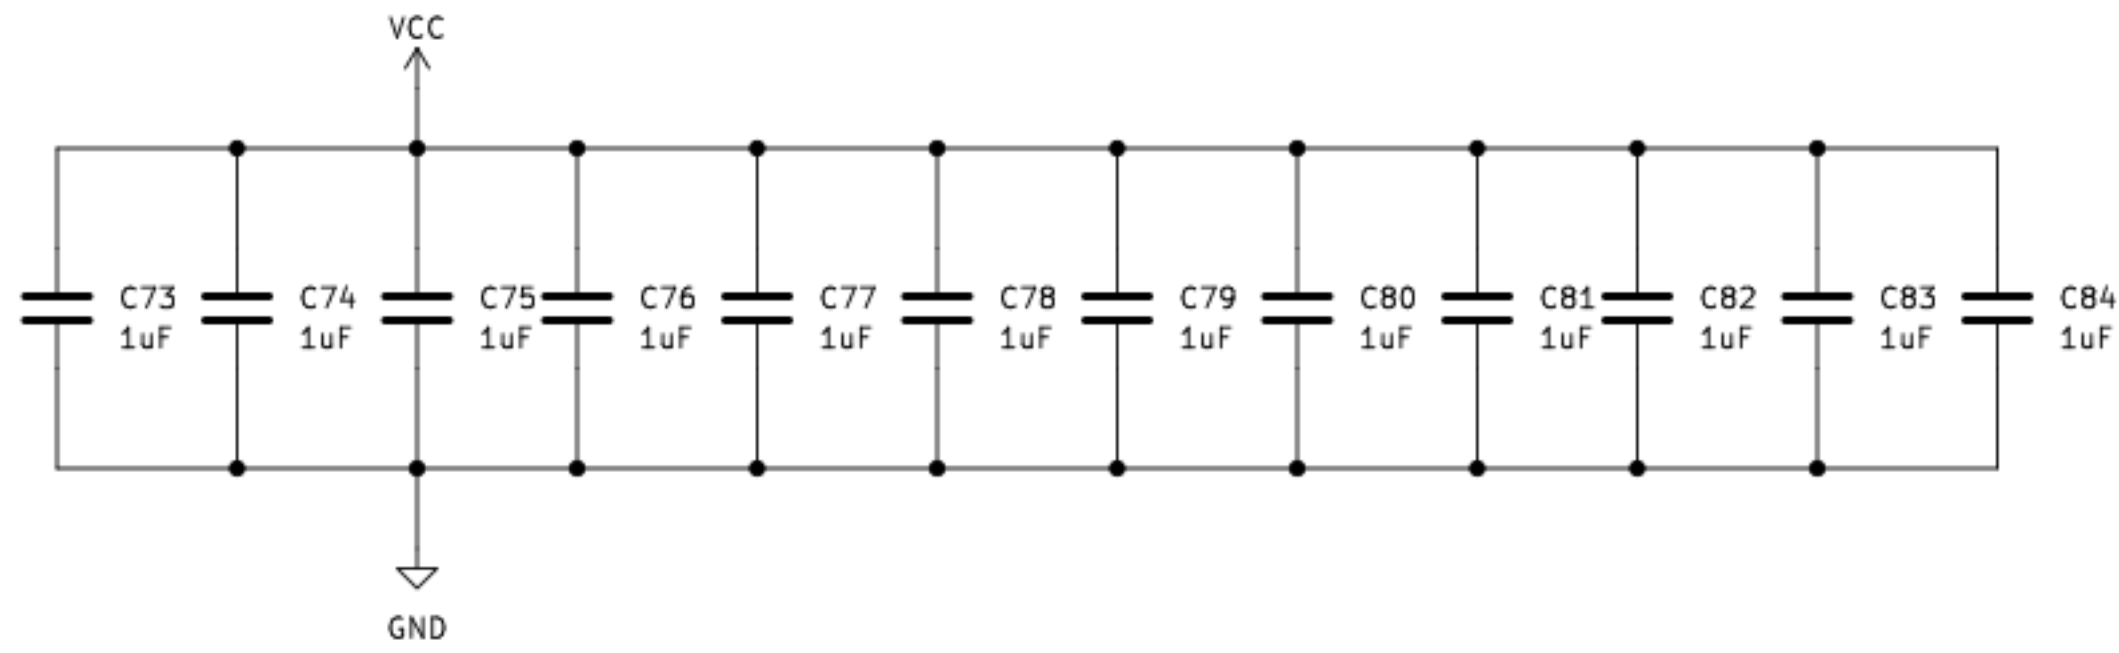 VCC
C73 C74 C75 C76 C77 C78 C79 C80 C81 C82 C83 C84
1uF 1uF 1uF 1uF 1uF 1uF 1uF 1uF 1uF 1uF 1uF 1uF
GND